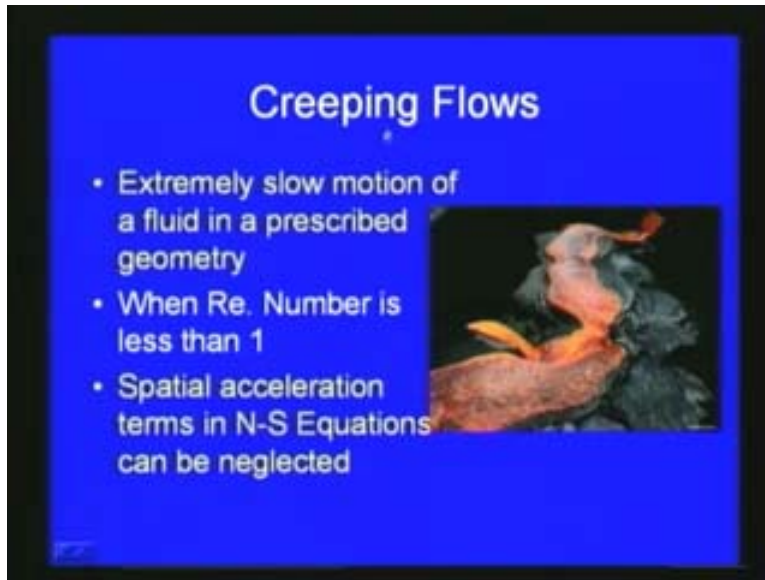 Creeping Flows
• Extremely slow motion of
a fluid in a prescribed
geometry
• When Re. Number is
less than 1
• Spatial acceleration
terms in N-S Equations
can be neglected